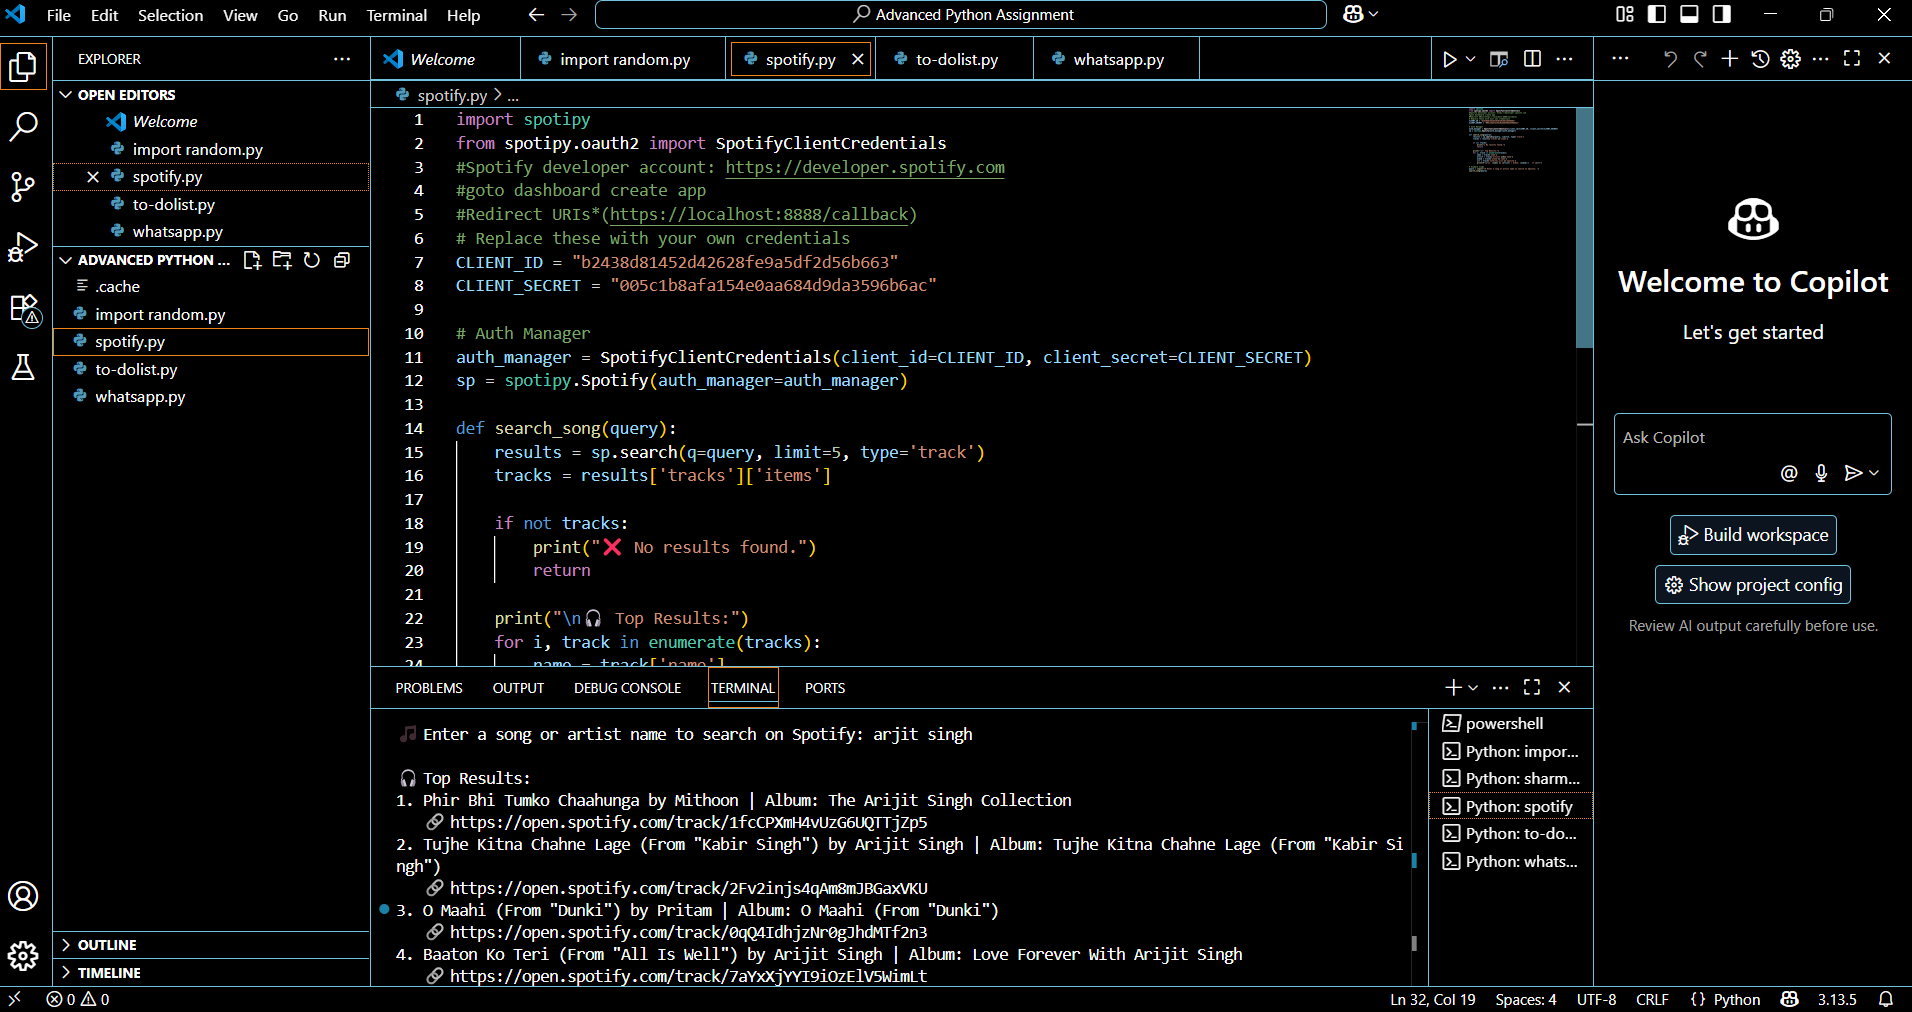 File Edit Selection View Go Run Terminal Help
Advanced Python Assignment
EXPLORER
OPEN EDITORS
Welcome
import random.py
spotify.py
to-dolist.py
whatsapp.py
ADVANCED PYTHON ...
.cache
import random.py
spotify.py
to-dolist.py
whatsapp.py
OUTLINE
TIMELINE
Welcome import random.py spotify.py to-dolist.py whatsapp.py
spotify.py > ...
1 import spotipy
2 from spotipy.oauth2 import SpotifyClientCredentials
3 #Spotify developer account: https://developer.spotify.com
4 #goto dashboard create app
5 #Redirect URIs*(https://localhost:8888/callback)
6 # Replace these with your own credentials
7 CLIENT_ID = "b2438d81452d42628fe9a5df2d56b663"
8 CLIENT_SECRET = "005c1b8afa154e0aa684d9da3596b6ac"
9
10 # Auth Manager
11 auth_manager = SpotifyClientCredentials(client_id=CLIENT_ID, client_secret=CLIENT_SECRET)
12 sp = spotipy.Spotify(auth_manager=auth_manager)
13
14 def search_song(query):
15 results = sp.search(q=query, limit=5, type='track')
16 tracks = results['tracks']['items']
17
18 if not tracks:
19 print("❌ No results found.")
20 return
21
22 print("\n🎧 Top Results:")
23 for i, track in enumerate(tracks):
24 name = track['name']
PROBLEMS OUTPUT DEBUG CONSOLE TERMINAL PORTS
🎵 Enter a song or artist name to search on Spotify: arjit singh
🎧 Top Results:
1. Phir Bhi Tumko Chaahunga by Mithoon | Album: The Arijit Singh Collection
🔗 https://open.spotify.com/track/1fcCPXmH4vUzG6UQTTjZp5
2. Tujhe Kitna Chahne Lage (From "Kabir Singh") by Arijit Singh | Album: Tujhe Kitna Chahne Lage (From "Kabir Si
ngh")
🔗 https://open.spotify.com/track/2Fv2injs4qAm8mJBGaxVKU
3. O Maahi (From "Dunki") by Pritam | Album: O Maahi (From "Dunki")
🔗 https://open.spotify.com/track/0qQ4IdhjzNr0gJhdMTf2n3
4. Baaton Ko Teri (From "All Is Well") by Arijit Singh | Album: Love Forever With Arijit Singh
🔗 https://open.spotify.com/track/7aYxXjYYI9iOzElV5WimLt
powershell
Python: impor...
Python: sharm...
Python: spotify
Python: to-do...
Python: whats...
Welcome to Copilot
Let's get started
Ask Copilot
Build workspace
Show project config
Review AI output carefully before use.
0 0 Ln 32, Col 19 Spaces: 4 UTF-8 CRLF {} Python 3.13.5